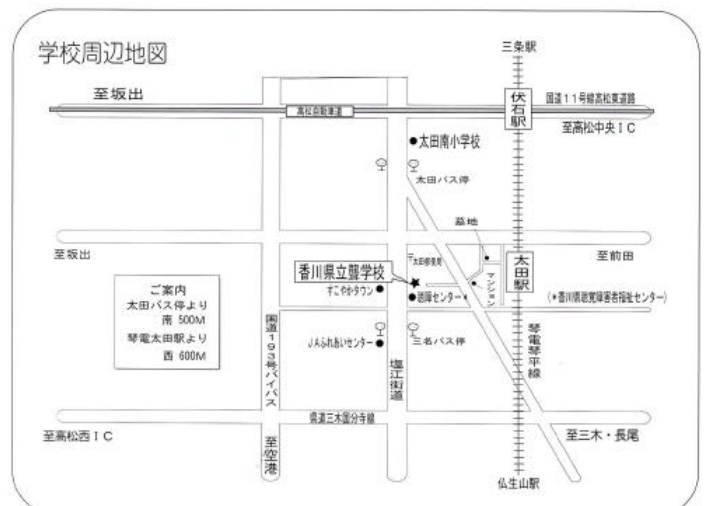 学校周辺地図
三条駅
至坂出
国道11号線高松東道路
高松自動車道
伏石駅
至高松中央IC
太田南小学校
太田バス停
墓地
至坂出
太田郵便局
至前田
太田駅
香川県立聾学校
マンション
すこやかタウン
聴障センター*
(*香川県聴覚障害者福祉センター)
ご案内
太田バス停より
南 500M
琴電太田駅より
西 600M
国道193号バイパス
JAふれあいセンター
三名バス停
塩江街道
琴電琴平線
県道三木国分寺線
至高松西IC
至空港
至三木・長尾
仏生山駅